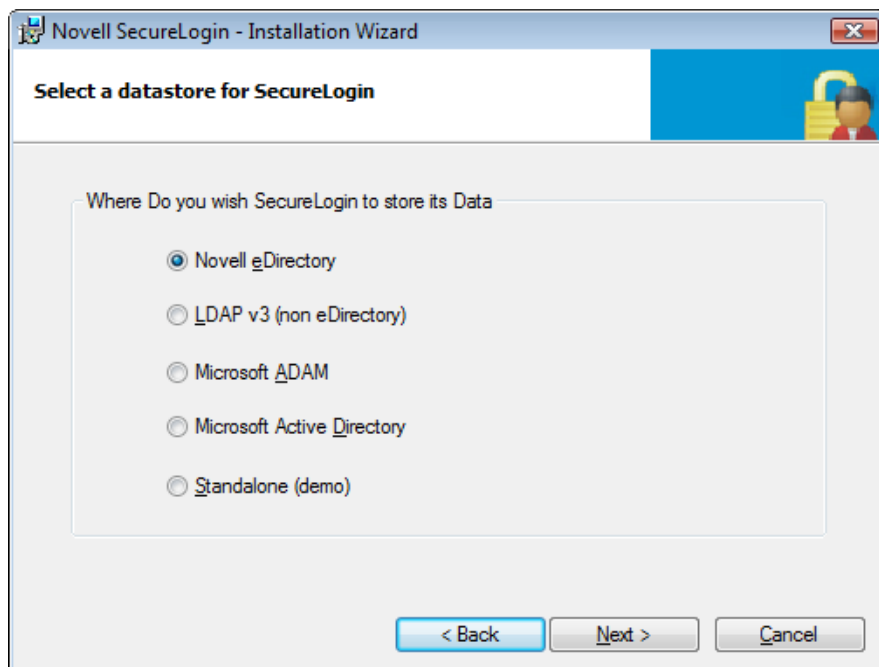 Novell SecureLogin - Installation Wizard
Select a datastore for SecureLogin
Where Do you wish SecureLogin to store its Data
Novell eDirectory
LDAP v3 (non eDirectory)
Microsoft ADAM
Microsoft Active Directory
Standalone (demo)
< Back Next > Cancel